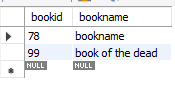 bookid bookname
78 bookname
99 book of the dead
NULL NULL